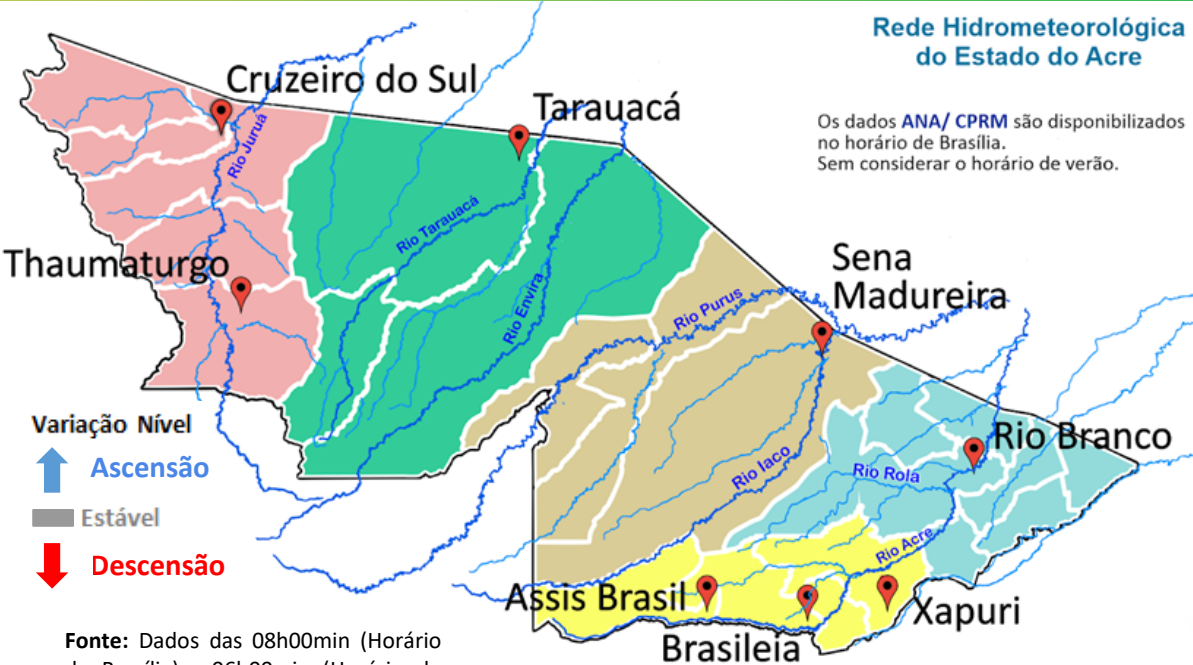 Rede Hidrometeorológica
do Estado do Acre
Os dados ANA/ CPRM são disponibilizados
no horário de Brasília.
Sem considerar o horário de verão.
Cruzeiro do Sul
Tarauacá
Rio Juruá
Rio Tarauacá
Thaumaturgo
Rio Envira
Rio Purus
Sena
Madureira
Rio Branco
Rio Rola
Rio Iaco
Rio Acre
Assis Brasil
Brasileia
Xapuri
Variação Nível
Ascensão
Estável
Descensão
Fonte: Dados das 08h00min (Horário